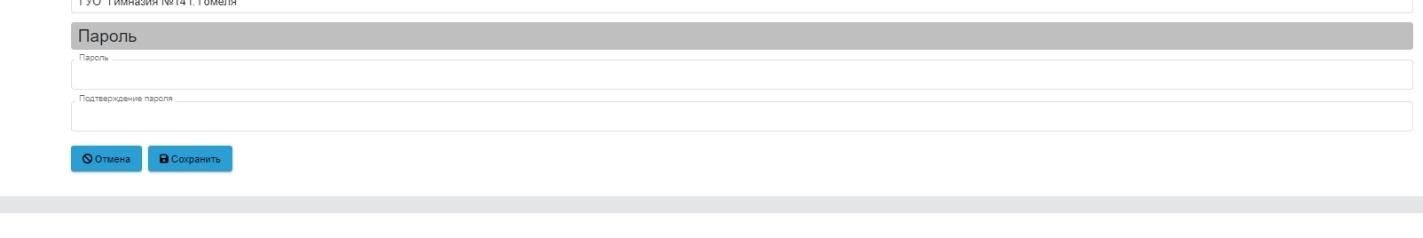 ГУО "Гимназия №14 г. Гомеля"
Пароль
Пароль
Подтверждение пароля
Отмена
Сохранить